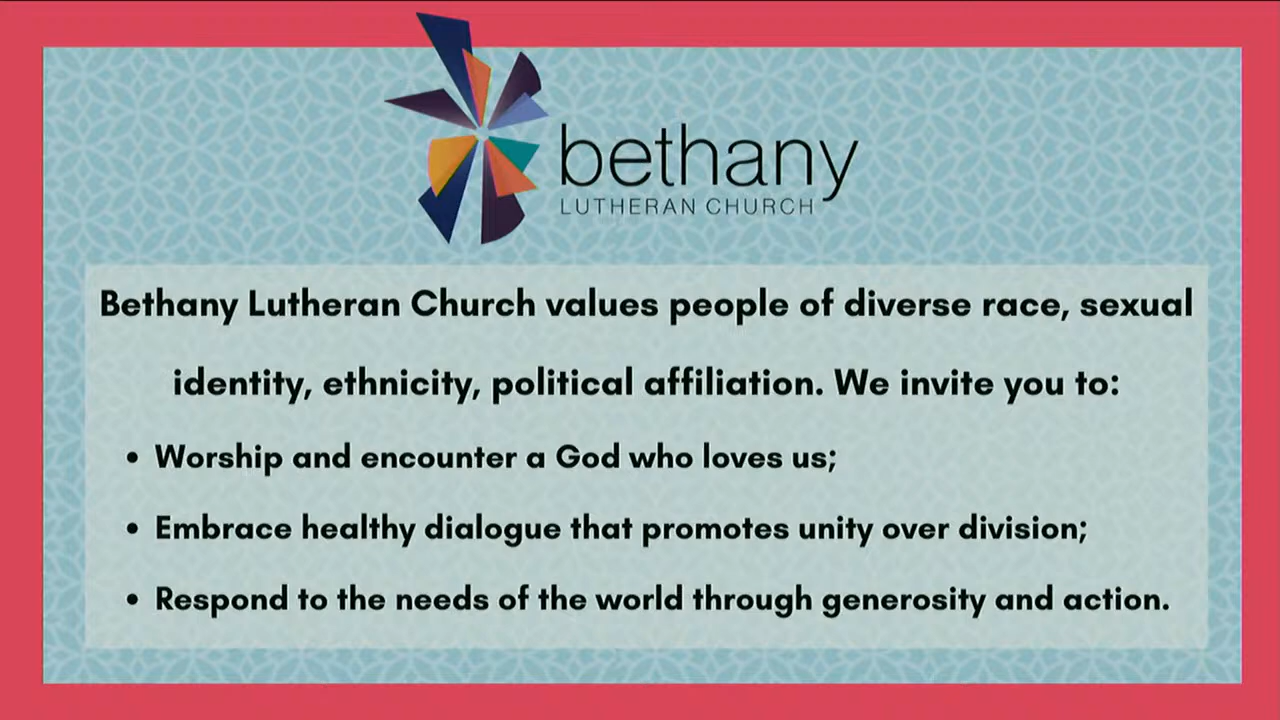 bethany
LUTHERAN CHURCH
Bethany Lutheran Church values people of diverse race, sexual
identity, ethnicity, political affiliation. We invite you to:
• Worship and encounter a God who loves us;
• Embrace healthy dialogue that promotes unity over division;
• Respond to the needs of the world through generosity and action.